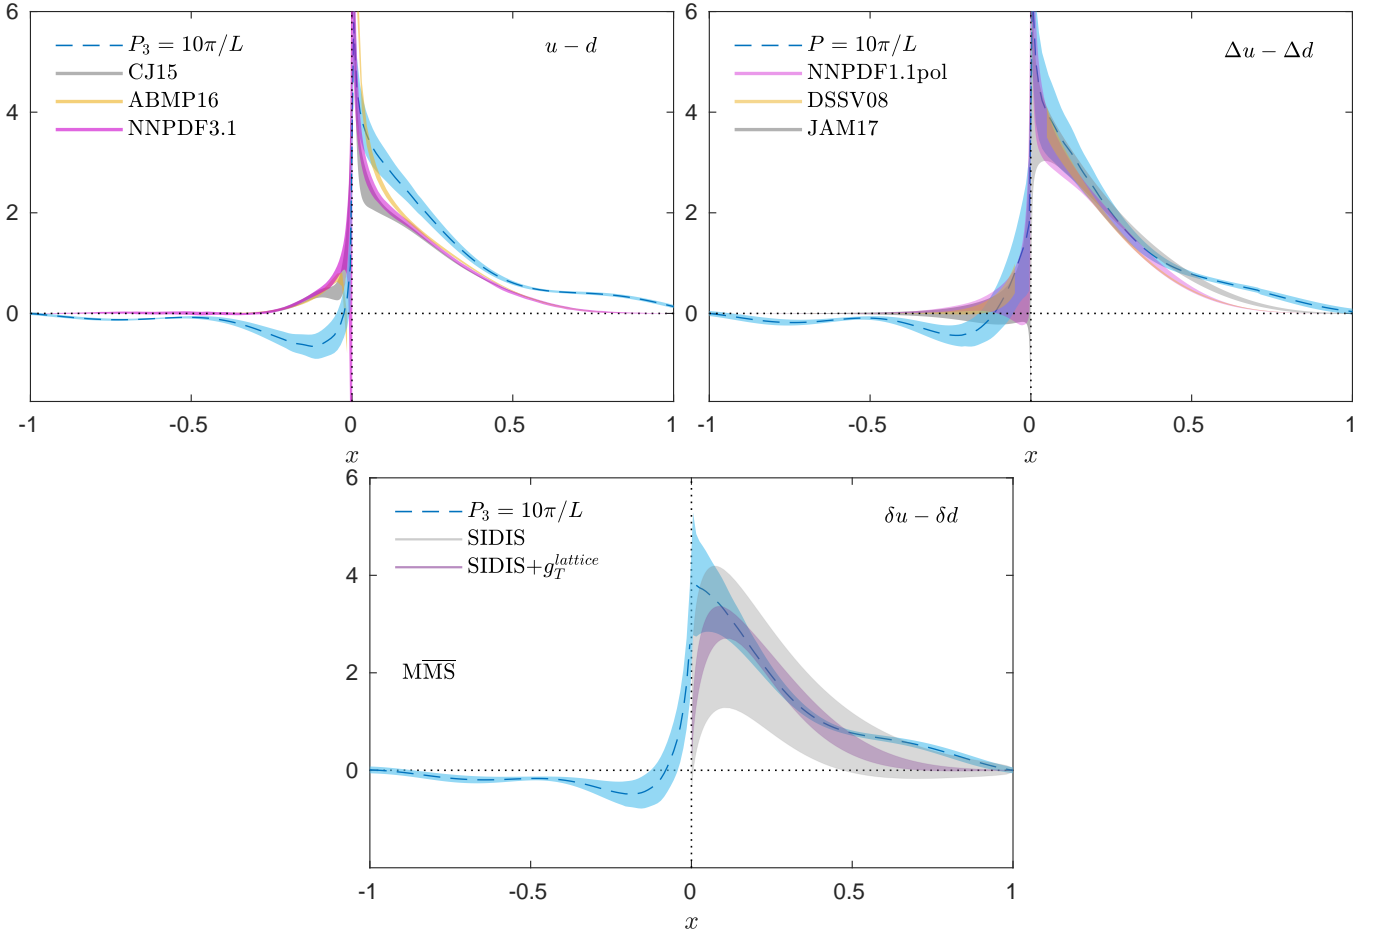 6
4
2
0
-1
-0.5
0
0.5
1
x
P₃ = 10π/L
CJ15
ABMP16
NNPDF3.1
u − d
6
4
2
0
-1
-0.5
0
0.5
1
x
P = 10π/L
NNPDF1.1pol
DSSV08
JAM17
Δu − Δd
6
4
2
0
-1
-0.5
0
0.5
1
x
P₃ = 10π/L
SIDIS
SIDIS+g_T^{lattice}
δu − δd
MM̅S̅